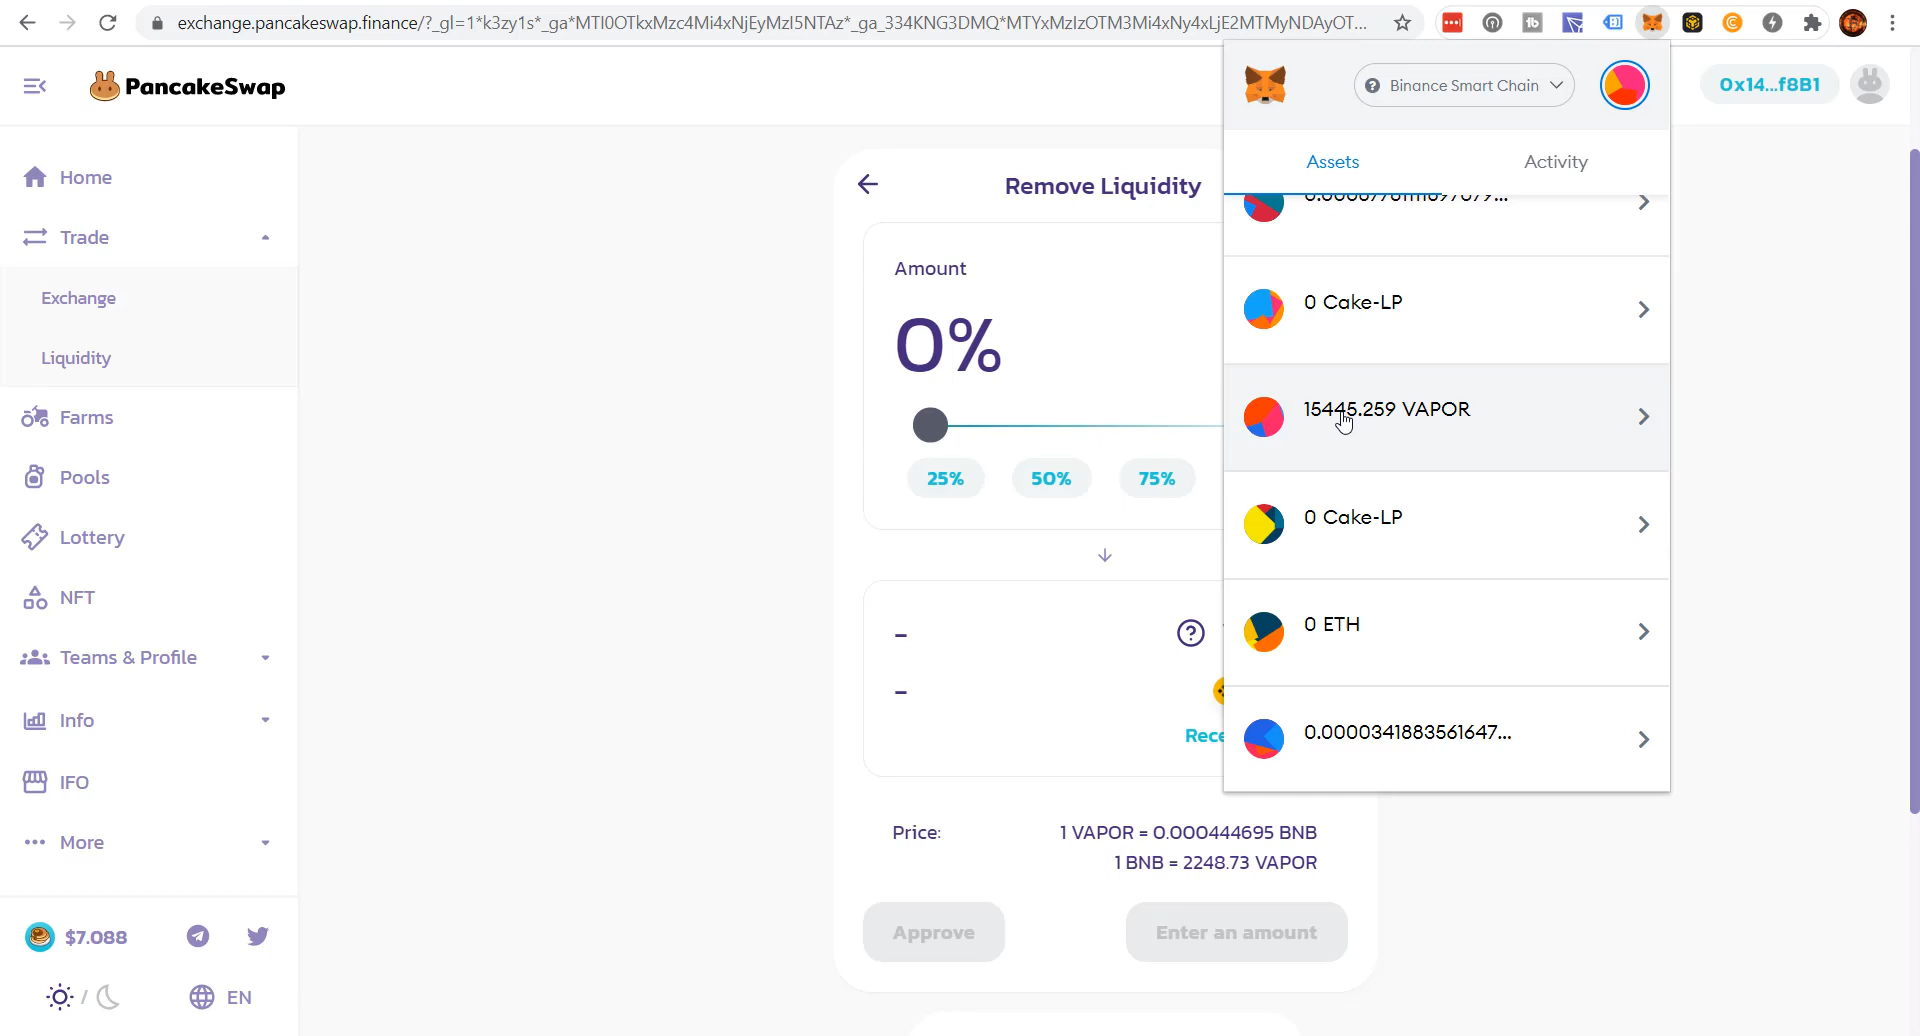 exchange.pancakeswap.finance/?_gl=1*k3zy1s*_ga*MTI0OTkxMzc4Mi4xNjEyMzI5NTAz*_ga_334KNG3DMQ*MTYxMzIzOTM3Mi4xNy4xLjE2MTMyNDAyOT...
PancakeSwap
Binance Smart Chain
0x14...f8B1
Assets
Activity
Home
Trade
Exchange
Liquidity
Farms
Pools
Lottery
NFT
Teams & Profile
Info
IFO
More
$7.088
EN
Remove Liquidity
Amount
0%
25%
50%
75%
-
-
Price:
1 VAPOR = 0.000444695 BNB
1 BNB = 2248.73 VAPOR
Approve
Enter an amount
0 Cake-LP
15445.259 VAPOR
0 Cake-LP
0 ETH
0.0000341883561647...